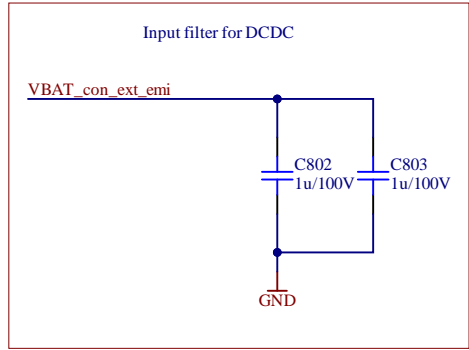 Input filter for DCDC
VBAT_con_ext_emi
C802
1u/100V
C803
1u/100V
GND